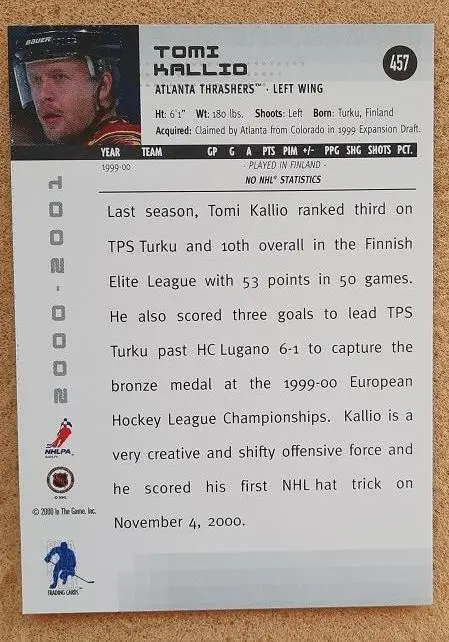 BAUER
TOMI
KALLIO
457
ATLANTA THRASHERS™ · LEFT WING
Ht: 6'1" Wt: 180 lbs. Shoots: Left Born: Turku, Finland
Acquired: Claimed by Atlanta from Colorado in 1999 Expansion Draft.
YEAR TEAM GP G A PTS PIM +/- PPG SHG SHOTS PCT.
1999-00 - PLAYED IN FINLAND -
NO NHL® STATISTICS
2000-2001
Last season, Tomi Kallio ranked third on
TPS Turku and 10th overall in the Finnish
Elite League with 53 points in 50 games.
He also scored three goals to lead TPS
Turku past HC Lugano 6-1 to capture the
bronze medal at the 1999-00 European
Hockey League Championships. Kallio is a
very creative and shifty offensive force and
he scored his first NHL hat trick on
November 4, 2000.
NHLPA
© NHL
© 2000 In The Game, Inc.
TRADING CARDS™